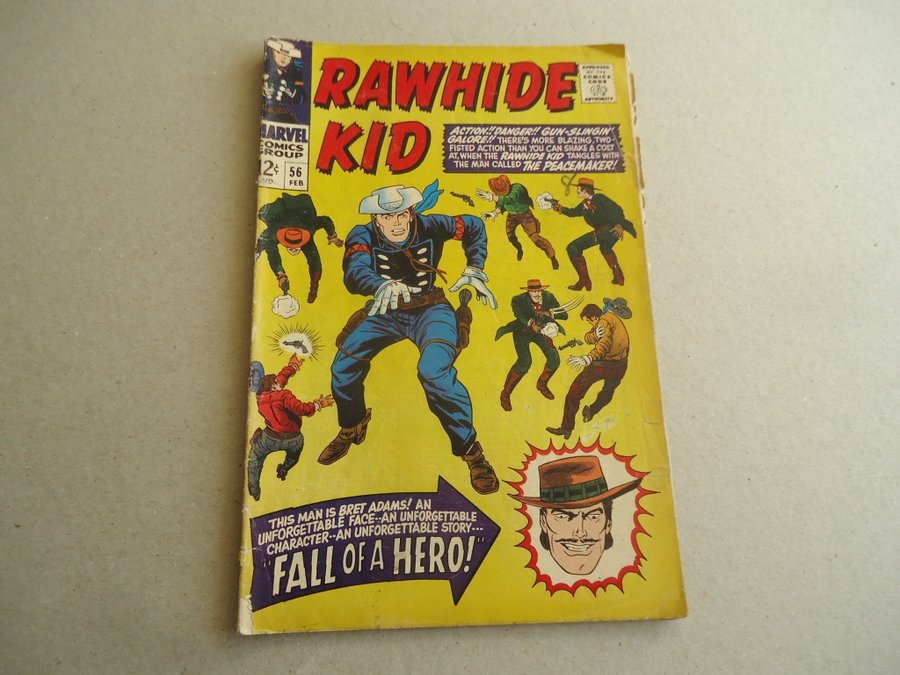 RAWHIDE
KID
APPROVED
BY THE
COMICS
CODE
AUTHORITY
MARVEL
COMICS
GROUP
12¢
56
FEB
ACTION!! DANGER!! GUN-SLINGIN'
GALORE!! THERE'S MORE BLAZING, TWO-
FISTED ACTION THAN YOU CAN SHAKE A COLT
AT, WHEN THE RAWHIDE KID TANGLES WITH
THE MAN CALLED THE PEACEMAKER!
THIS MAN IS BRET ADAMS! AN
UNFORGETTABLE FACE--AN UNFORGETTABLE
CHARACTER--AN UNFORGETTABLE STORY---
"FALL OF A HERO!"